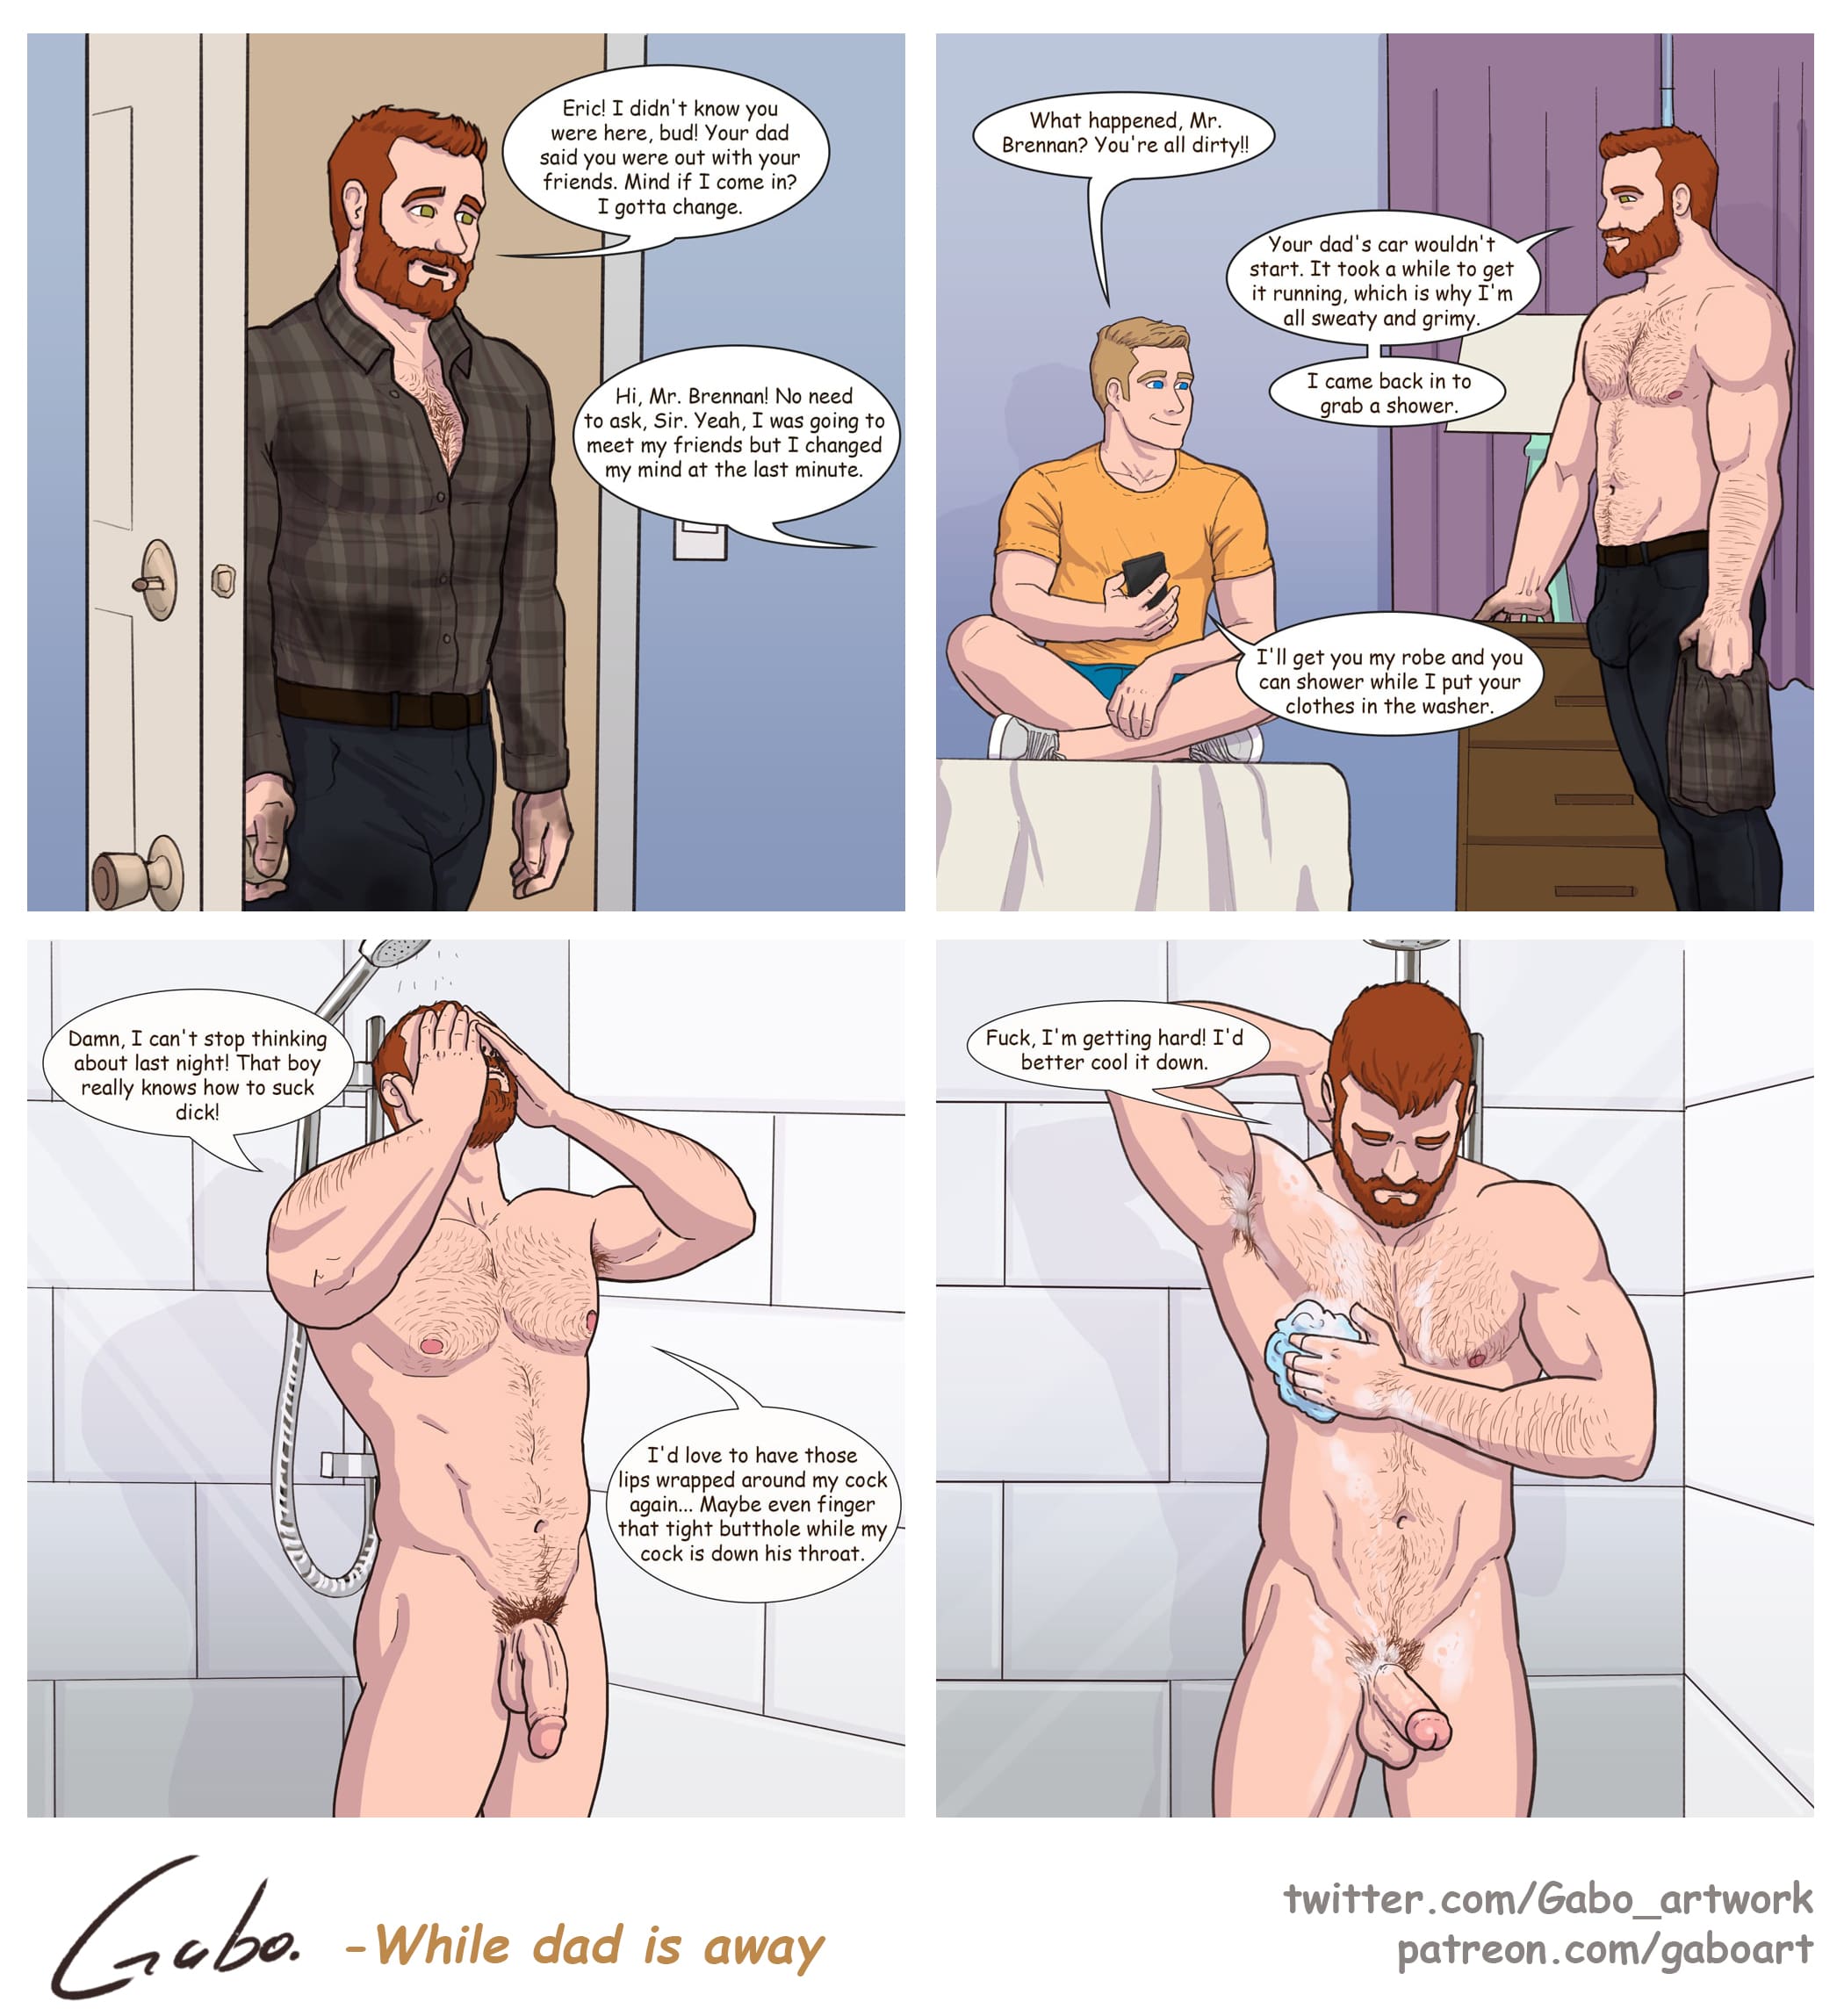 Eric! I didn't know you
were here, bud! Your dad
said you were out with your
friends. Mind if I come in?
I gotta change.
Hi, Mr. Brennan! No need
to ask, Sir. Yeah, I was going to
meet my friends but I changed
my mind at the last minute.
What happened, Mr.
Brennan? You're all dirty!!
Your dad's car wouldn't
start. It took a while to get
it running, which is why I'm
all sweaty and grimy.
I came back in to
grab a shower.
I'll get you my robe and you
can shower while I put your
clothes in the washer.
Damn, I can't stop thinking
about last night! That boy
really knows how to suck
dick!
I'd love to have those
lips wrapped around my cock
again... Maybe even finger
that tight butthole while my
cock is down his throat.
Fuck, I'm getting hard! I'd
better cool it down.
Gabo.
-While dad is away
twitter.com/Gabo_artwork
patreon.com/gaboart